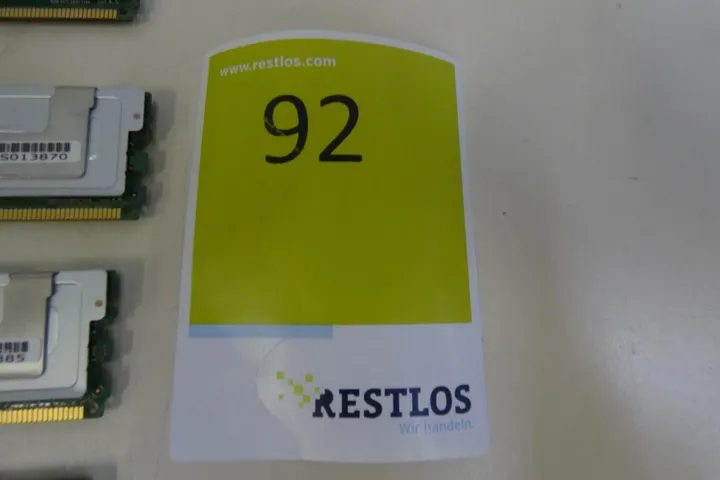 www.restlos.com
92
S013870
885
RESTLOS
Wir handeln.